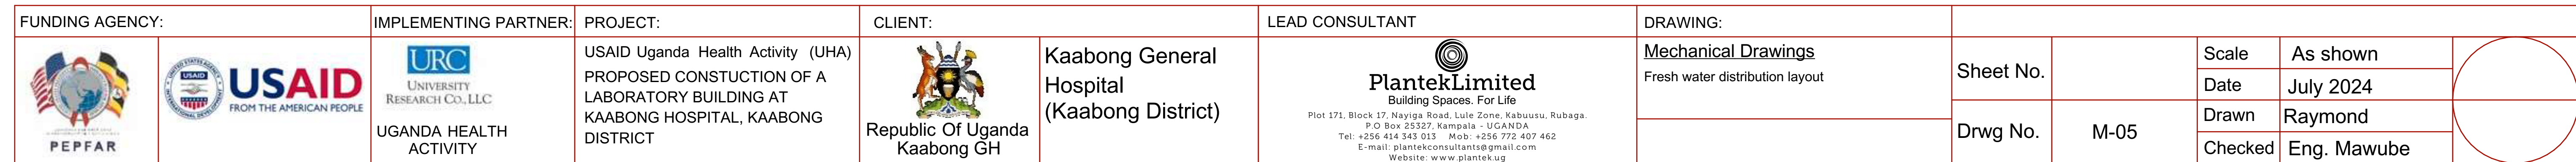 FUNDING AGENCY:
PEPFAR
USAID
USAID
FROM THE AMERICAN PEOPLE
IMPLEMENTING PARTNER:
URC
UNIVERSITY
RESEARCH CO., LLC
UGANDA HEALTH
ACTIVITY
PROJECT:
USAID Uganda Health Activity (UHA)
PROPOSED CONSTUCTION OF A
LABORATORY BUILDING AT
KAABONG HOSPITAL, KAABONG
DISTRICT
CLIENT:
Republic Of Uganda
Kaabong GH
Kaabong General
Hospital
(Kaabong District)
LEAD CONSULTANT
PlantekLimited
Building Spaces. For Life
Plot 171, Block 17, Nayiga Road, Lule Zone, Kabuusu, Rubaga.
P.O Box 25327, Kampala - UGANDA
Tel: +256 414 343 013 Mob: +256 772 407 462
E-mail: plantekconsultants@gmail.com
Website: www.plantek.ug
DRAWING:
Mechanical Drawings
Fresh water distribution layout
Sheet No.
Drwg No. M-05
Scale As shown
Date July 2024
Drawn Raymond
Checked Eng. Mawube